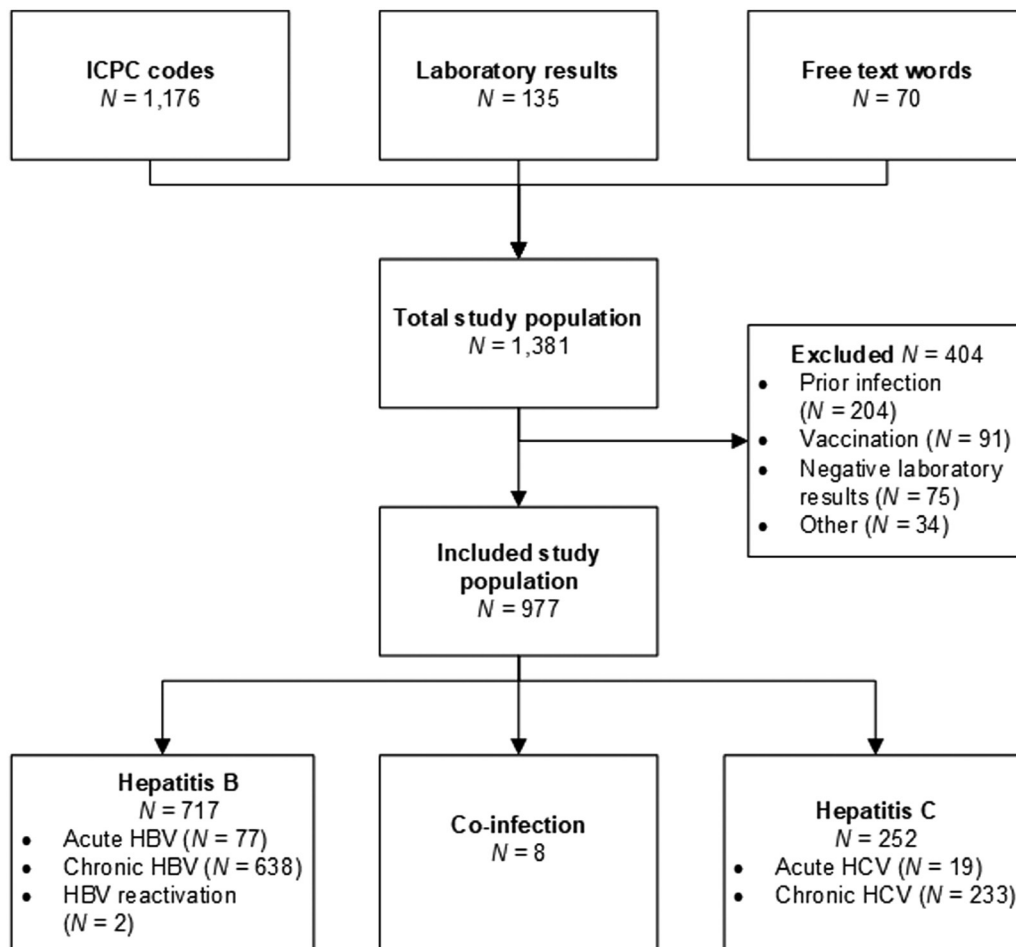 ICPC codes
N = 1,176
Laboratory results
N = 135
Free text words
N = 70
Total study population
N = 1,381
Excluded N = 404
• Prior infection
(N = 204)
• Vaccination (N = 91)
• Negative laboratory
results (N = 75)
• Other (N = 34)
Included study
population
N = 977
Hepatitis B
N = 717
• Acute HBV (N = 77)
• Chronic HBV (N = 638)
• HBV reactivation
(N = 2)
Co-infection
N = 8
Hepatitis C
N = 252
• Acute HCV (N = 19)
• Chronic HCV (N = 233)